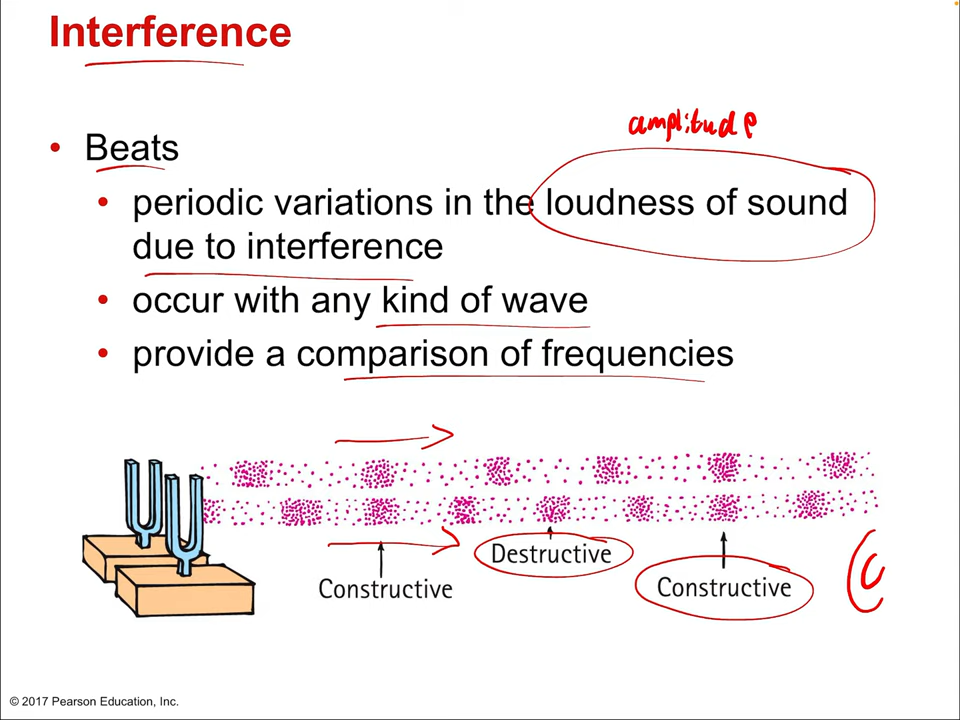 Interference
amplitude
• Beats
• periodic variations in the loudness of sound
due to interference
• occur with any kind of wave
• provide a comparison of frequencies
Destructive
Constructive
Constructive
© 2017 Pearson Education, Inc.